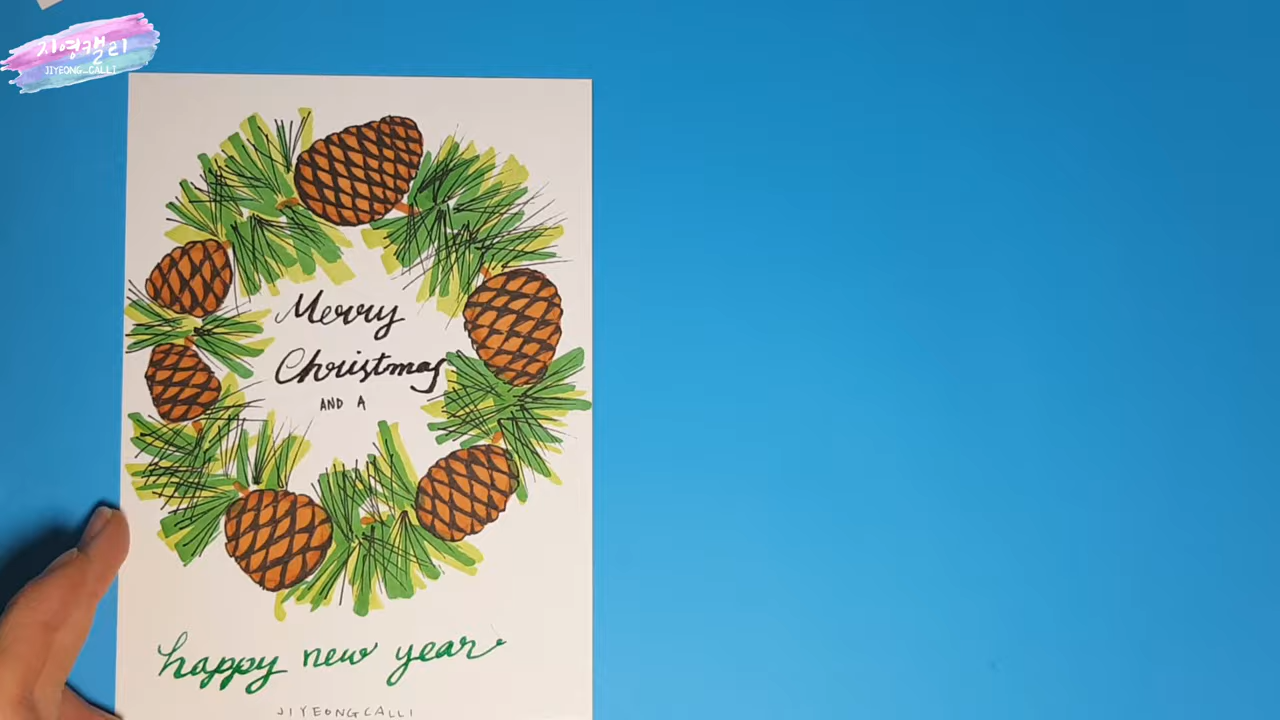 지영캘리
JIYEONG_CALLI
Merry
Christmas
AND A
happy new year
JIYEONGCALLI